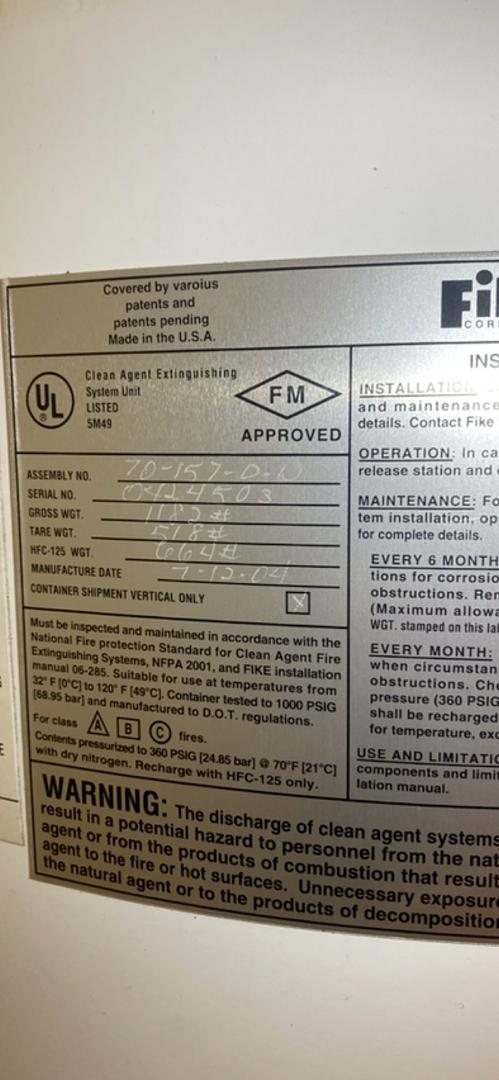 Covered by varoius
patents and
patents pending
Made in the U.S.A.
Fi
COR
UL
®
Clean Agent Extinguishing
System Unit
LISTED
5M49
FM
APPROVED
ASSEMBLY NO. 70-157-D-
SERIAL NO. 0424503
GROSS WGT. 1182#
TARE WGT. 518#
HFC-125 WGT. 664#
MANUFACTURE DATE 7-12-04
CONTAINER SHIPMENT VERTICAL ONLY X
Must be inspected and maintained in accordance with the
National Fire protection Standard for Clean Agent Fire
Extinguishing Systems, NFPA 2001, and FIKE installation
manual 06-285. Suitable for use at temperatures from
32° F [0°C] to 120° F [49°C]. Container tested to 1000 PSIG
[68.95 bar] and manufactured to D.O.T. regulations.
For class A B C fires.
Contents pressurized to 360 PSIG [24.85 bar] @ 70°F [21°C]
with dry nitrogen. Recharge with HFC-125 only.
INS
INSTALLATION
and maintenance
details. Contact Fike
OPERATION: In ca
release station and
MAINTENANCE: Fo
tem installation, op
for complete details.
EVERY 6 MONTH
tions for corrosio
obstructions. Rem
(Maximum allowa
WGT. stamped on this lab
EVERY MONTH:
when circumstan
obstructions. Che
pressure (360 PSIG
shall be recharged
for temperature, exc
USE AND LIMITATIO
components and limit
lation manual.
WARNING: The discharge of clean agent systems
result in a potential hazard to personnel from the nat
agent or from the products of combustion that result
agent to the fire or hot surfaces. Unnecessary exposur
the natural agent or to the products of decompositio